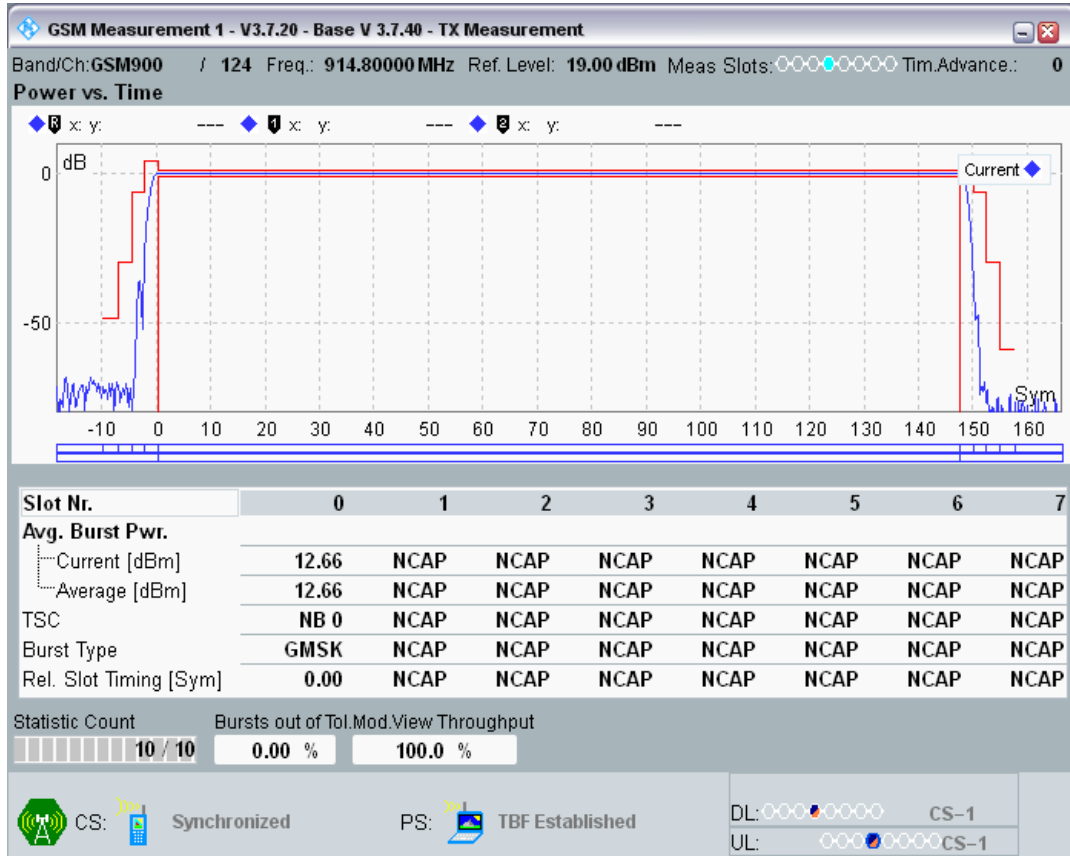 GSM Measurement 1 - V3.7.20 - Base V 3.7.40 - TX Measurement
Band/Ch:GSM900 / 124 Freq.: 914.80000 MHz Ref. Level: 19.00 dBm Meas Slots: Tim.Advance.: 0
Power vs. Time
R x: y: --- 1 x: y: --- 2 x: y: ---
dB
Current
0
-50
Sym
-10 0 10 20 30 40 50 60 70 80 90 100 110 120 130 140 150 160
Slot Nr. 0 1 2 3 4 5 6 7
Avg. Burst Pwr.
Current [dBm] 12.66 NCAP NCAP NCAP NCAP NCAP NCAP NCAP
Average [dBm] 12.66 NCAP NCAP NCAP NCAP NCAP NCAP NCAP
TSC NB 0 NCAP NCAP NCAP NCAP NCAP NCAP NCAP
Burst Type GMSK NCAP NCAP NCAP NCAP NCAP NCAP NCAP
Rel. Slot Timing [Sym] 0.00 NCAP NCAP NCAP NCAP NCAP NCAP NCAP
Statistic Count Bursts out of Tol.Mod.View Throughput
10 / 10 0.00 % 100.0 %
CS: Synchronized PS: TBF Established DL: CS-1
UL: CS-1